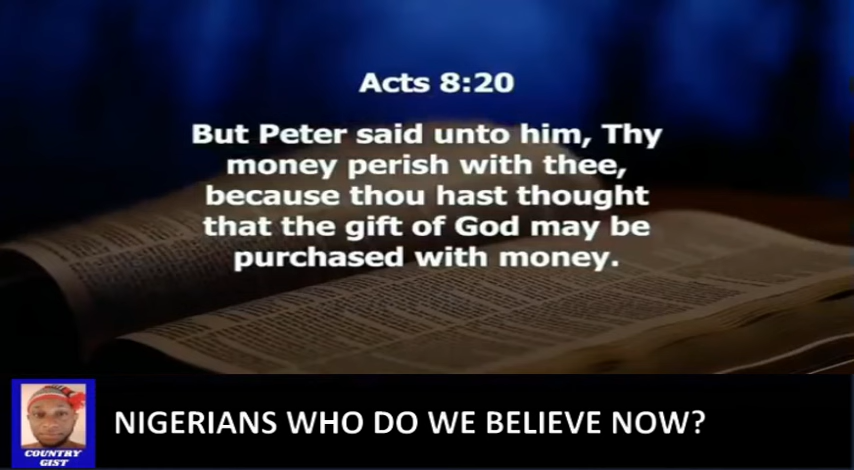 Acts 8:20
But Peter said unto him, Thy
money perish with thee,
because thou hast thought
that the gift of God may be
purchased with money.
NIGERIANS WHO DO WE BELIEVE NOW?
COUNTRY
GIST